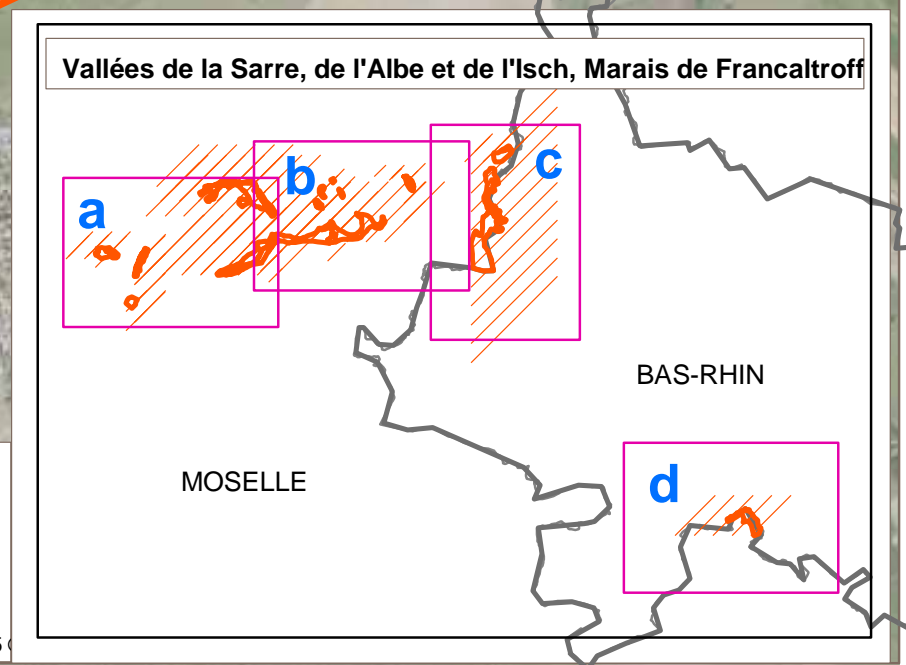 Vallées de la Sarre, de l'Albe et de l'Isch, Marais de Francaltroff
a
b
c
BAS-RHIN
MOSELLE
d